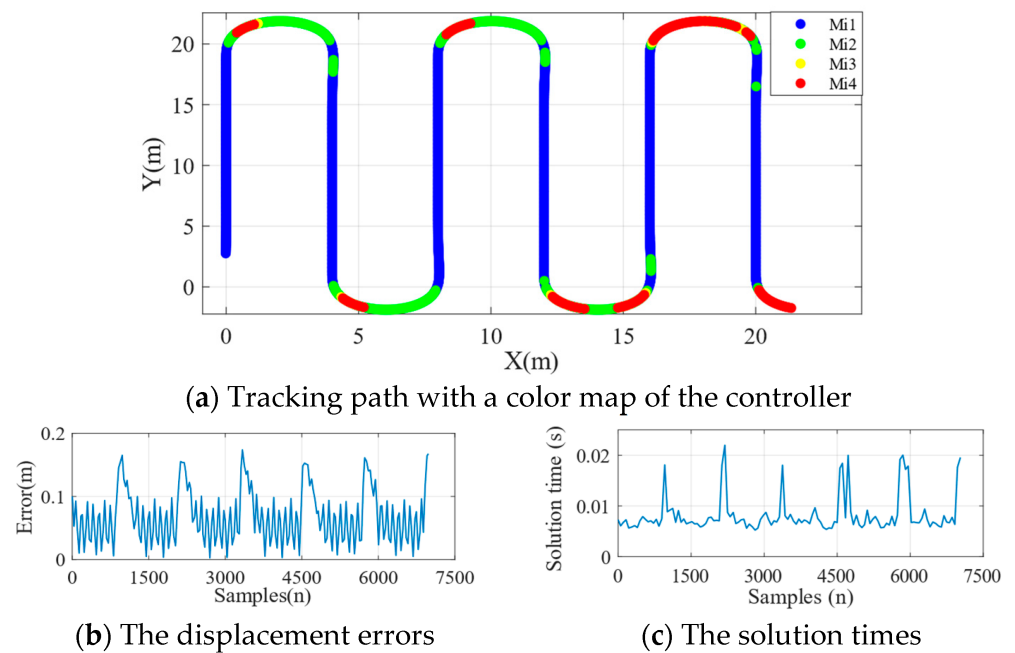 Y(m)
20
15
10
5
0
0
5
10
15
20
X(m)
Mi1
Mi2
Mi3
Mi4
(a) Tracking path with a color map of the controller
Error(m)
0.2
0.1
0
0
1500
3000
4500
6000
7500
Samples(n)
(b) The displacement errors
Solution time (s)
0.02
0.01
0
0
1500
3000
4500
6000
7500
Samples (n)
(c) The solution times